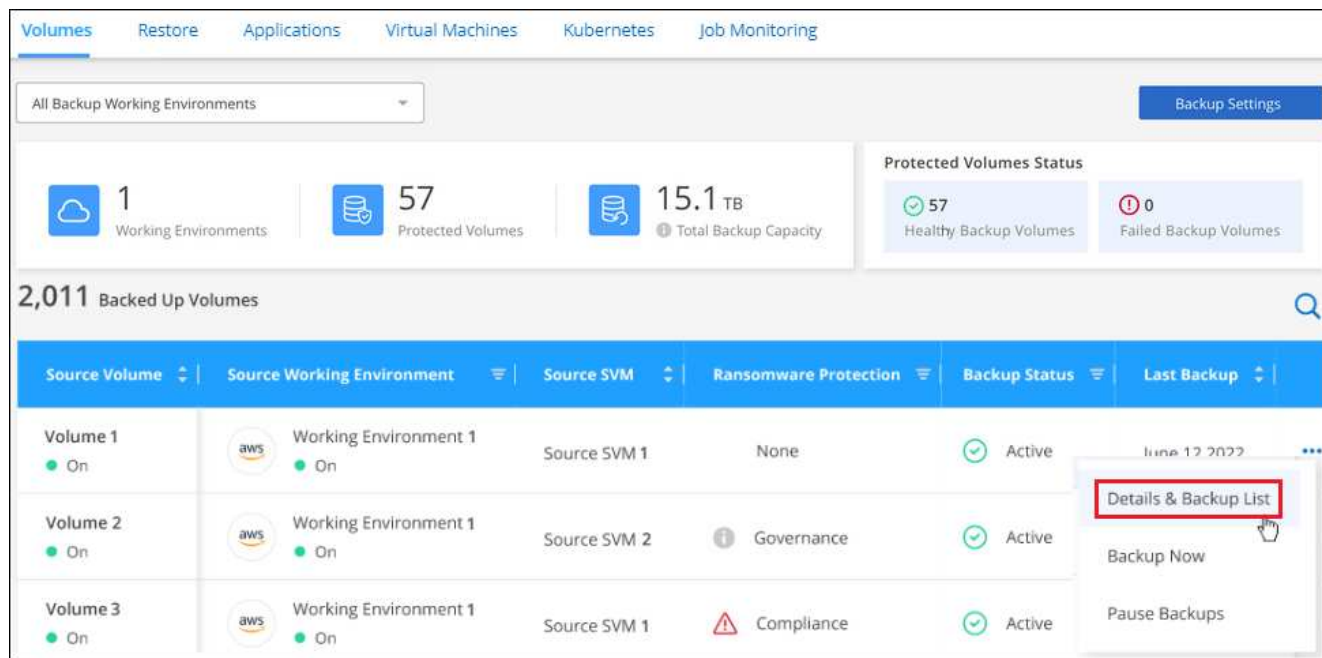 Volumes Restore Applications Virtual Machines Kubernetes Job Monitoring
All Backup Working Environments
Backup Settings
1
Working Environments
57
Protected Volumes
15.1 TB
Total Backup Capacity
Protected Volumes Status
57
Healthy Backup Volumes
0
Failed Backup Volumes
2,011 Backed Up Volumes
Source Volume Source Working Environment Source SVM Ransomware Protection Backup Status Last Backup
Volume 1
On
aws
Working Environment 1
On
Source SVM 1
None
Active
June 12 2022
Volume 2
On
aws
Working Environment 1
On
Source SVM 2
Governance
Active
Volume 3
On
aws
Working Environment 1
On
Source SVM 1
Compliance
Active
Details & Backup List
Backup Now
Pause Backups